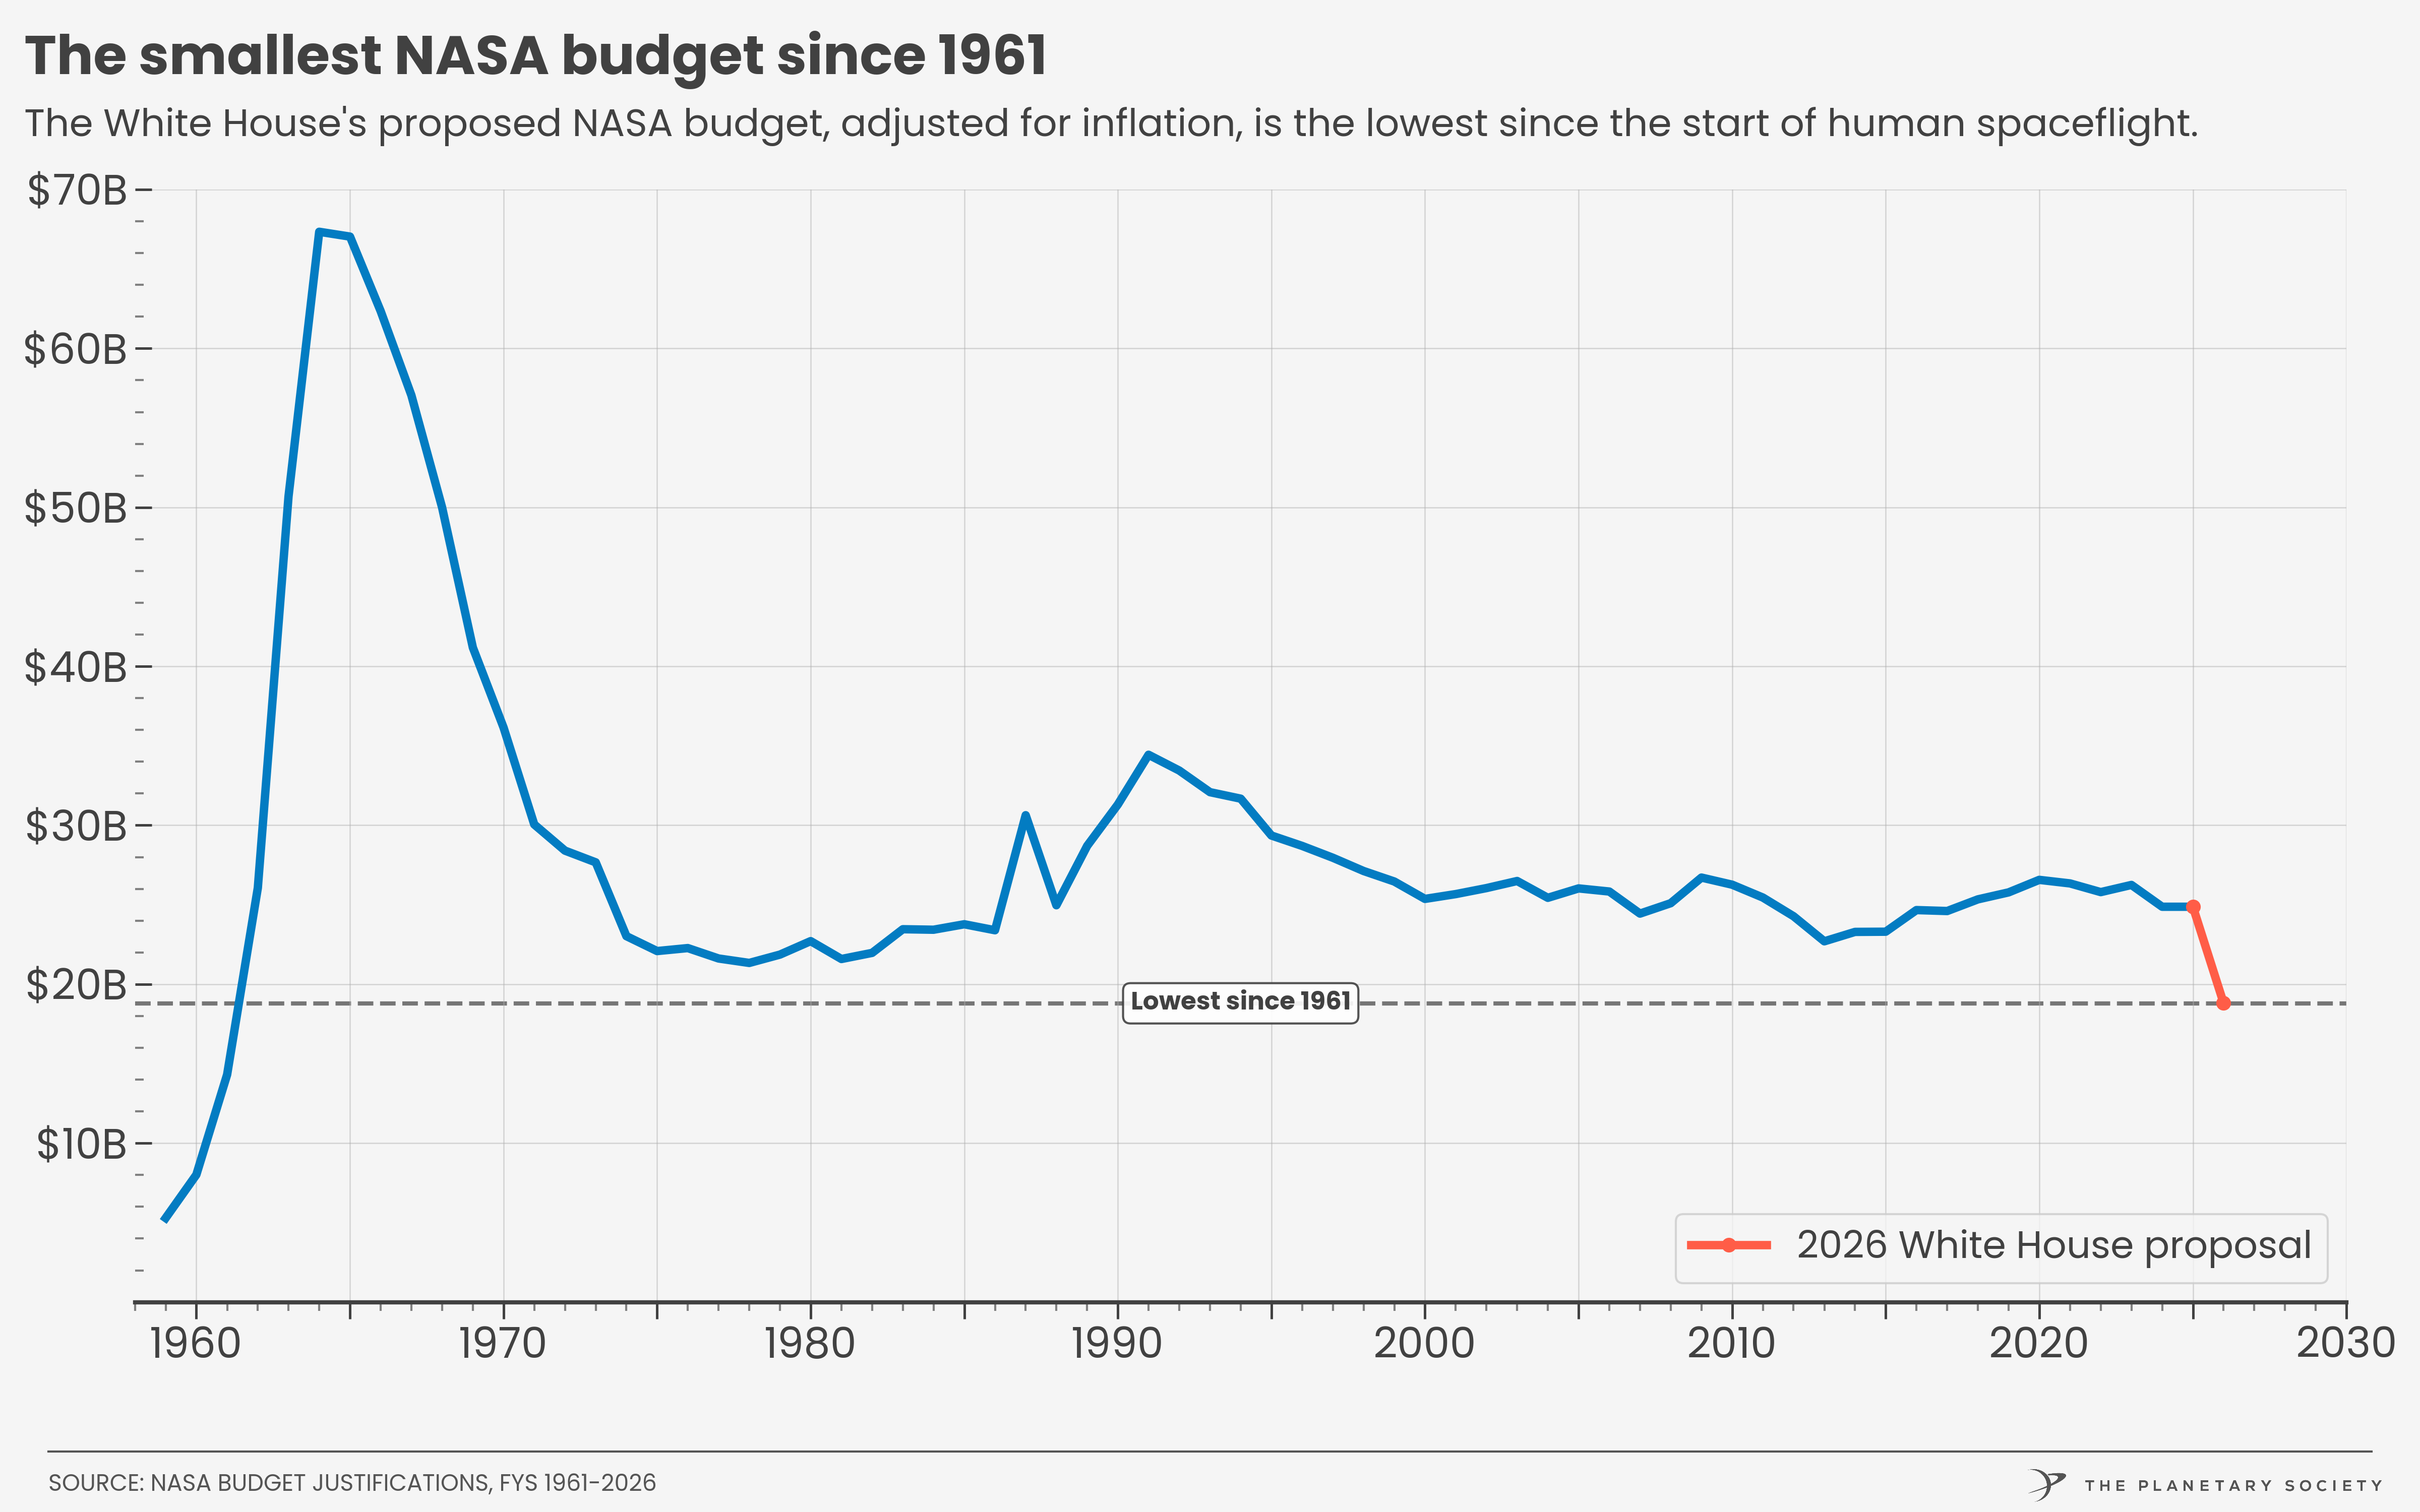 The smallest NASA budget since 1961
The White House's proposed NASA budget, adjusted for inflation, is the lowest since the start of human spaceflight.
$70B
$60B
$50B
$40B
$30B
$20B
Lowest since 1961
$10B
2026 White House proposal
1960 1970 1980 1990 2000 2010 2020 2030
SOURCE: NASA BUDGET JUSTIFICATIONS, FYS 1961-2026
THE PLANETARY SOCIETY